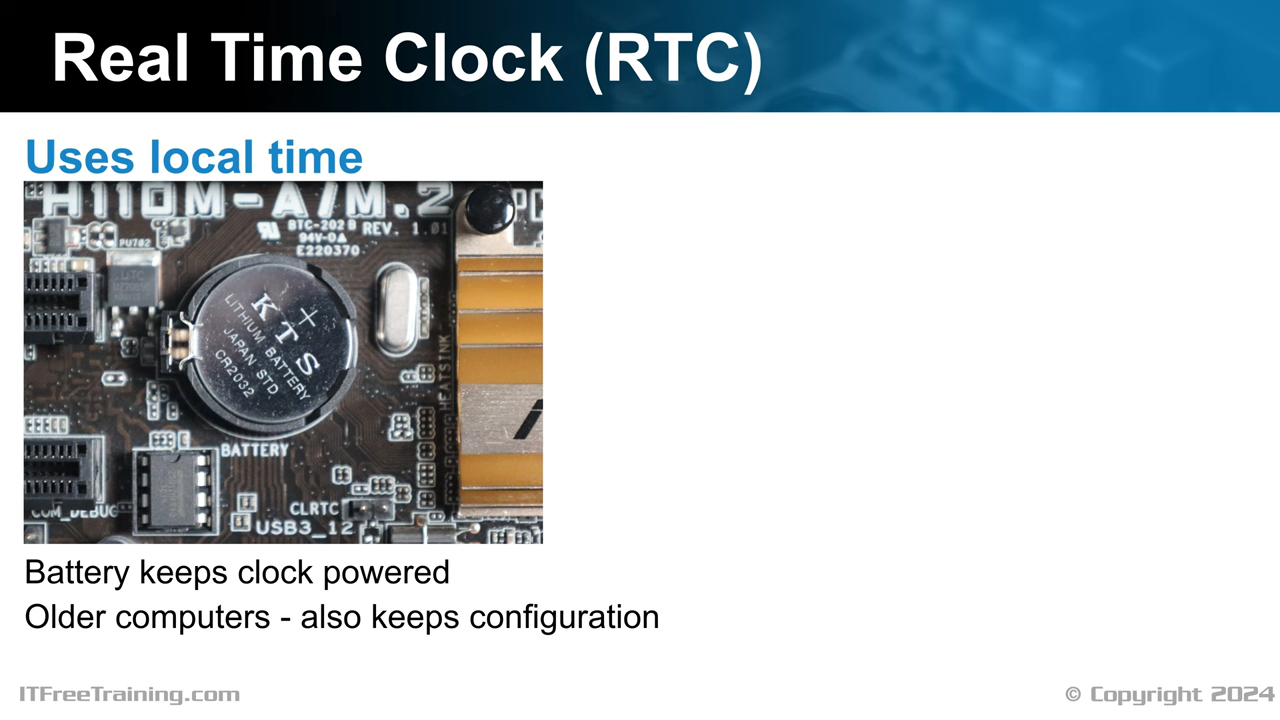 Real Time Clock (RTC)
Uses local time
H110M-A/M.2
BTC-202B
94V-0
E220370
REV. 1.01
PU702
KTS
LITHIUM BATTERY
JAPAN STD
CR2032
HEATSINK
BATTERY
COM_DEBUG
CLRTC
USB3_12
Battery keeps clock powered
Older computers - also keeps configuration
ITFreeTraining.com
© Copyright 2024